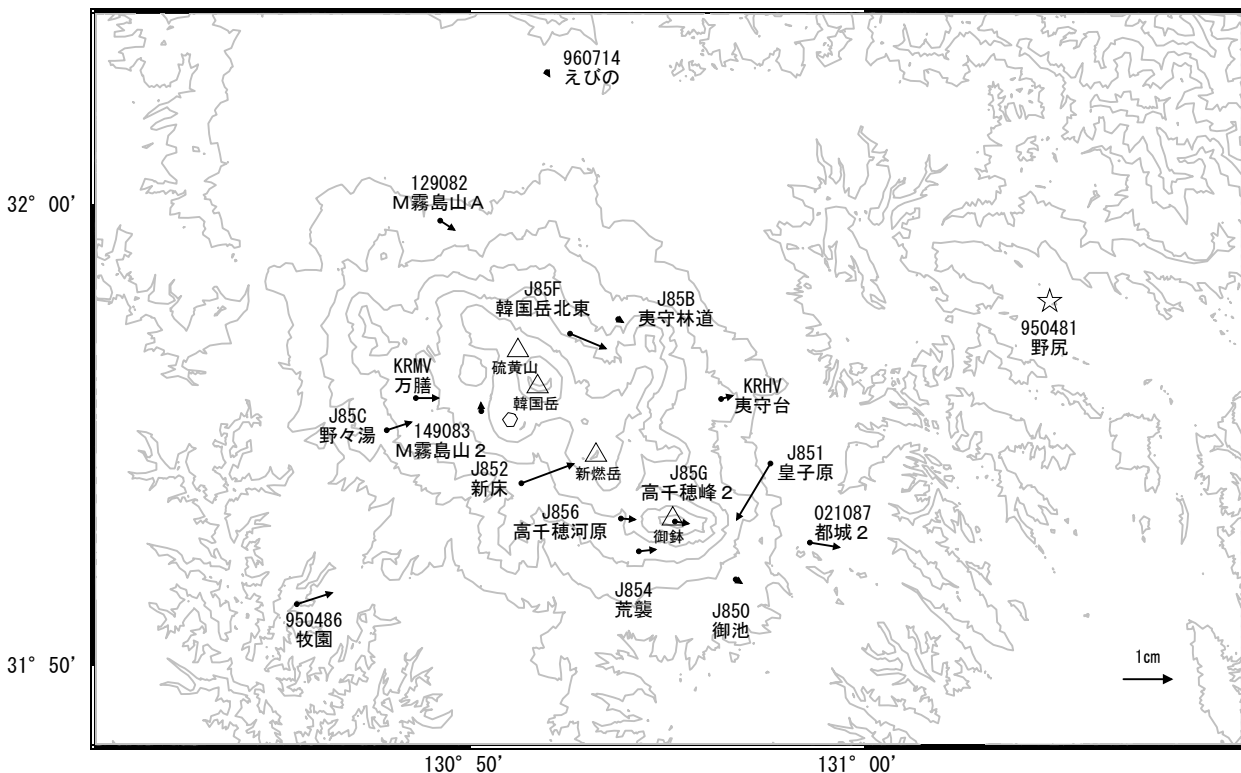 960714
えびの
129082
M霧島山A
32° 00'
J85F
韓国岳北東
J85B
夷守林道
950481
野尻
硫黄山
KRMV
万膳
韓国岳
KRHV
夷守台
J85C
野々湯
149083
M霧島山2
J852
新床
新燃岳
J851
皇子原
J85G
高千穂峰2
J856
高千穂河原
御鉢
021087
都城2
J854
荒襲
J850
御池
950486
牧園
31° 50'
1cm
130° 50'
131° 00'